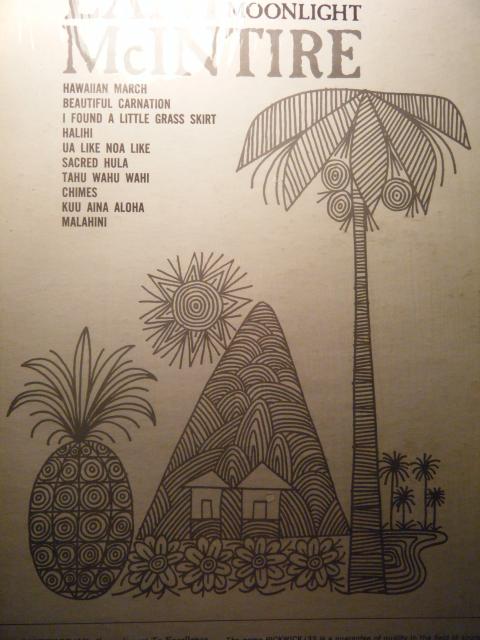 MOONLIGHT
McINTIRE
HAWAIIAN MARCH
BEAUTIFUL CARNATION
I FOUND A LITTLE GRASS SKIRT
HALIHI
UA LIKE NOA LIKE
SACRED HULA
TAHU WAHU WAHI
CHIMES
KUU AINA ALOHA
MALAHINI